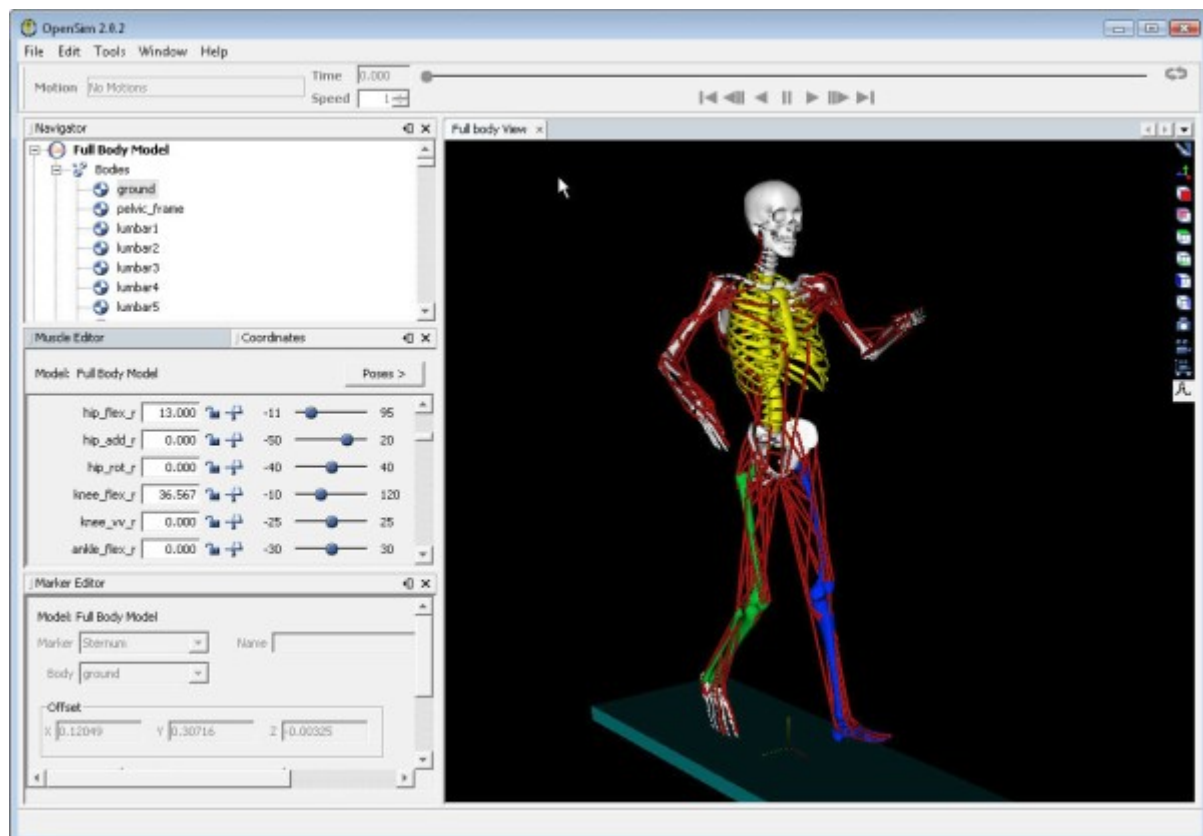 OpenSim 2.0.2
File Edit Tools Window Help
Motion No Motions Time 0.000
Speed 1
Navigator
Full body View
Full Body Model
Bodies
ground
pelvic_frame
lumbar1
lumbar2
lumbar3
lumbar4
lumbar5
Muscle Editor Coordinates
Model: Full Body Model Poses >
hip_flex_r 13.000 -11 95
hip_add_r 0.000 -50 20
hip_rot_r 0.000 -40 40
knee_flex_r 36.567 -10 120
knee_vv_r 0.000 -25 25
ankle_flex_r 0.000 -30 30
Marker Editor
Model: Full Body Model
Marker Sternum Name
Body ground
Offset
X 0.12049 Y 0.30716 Z -0.00325